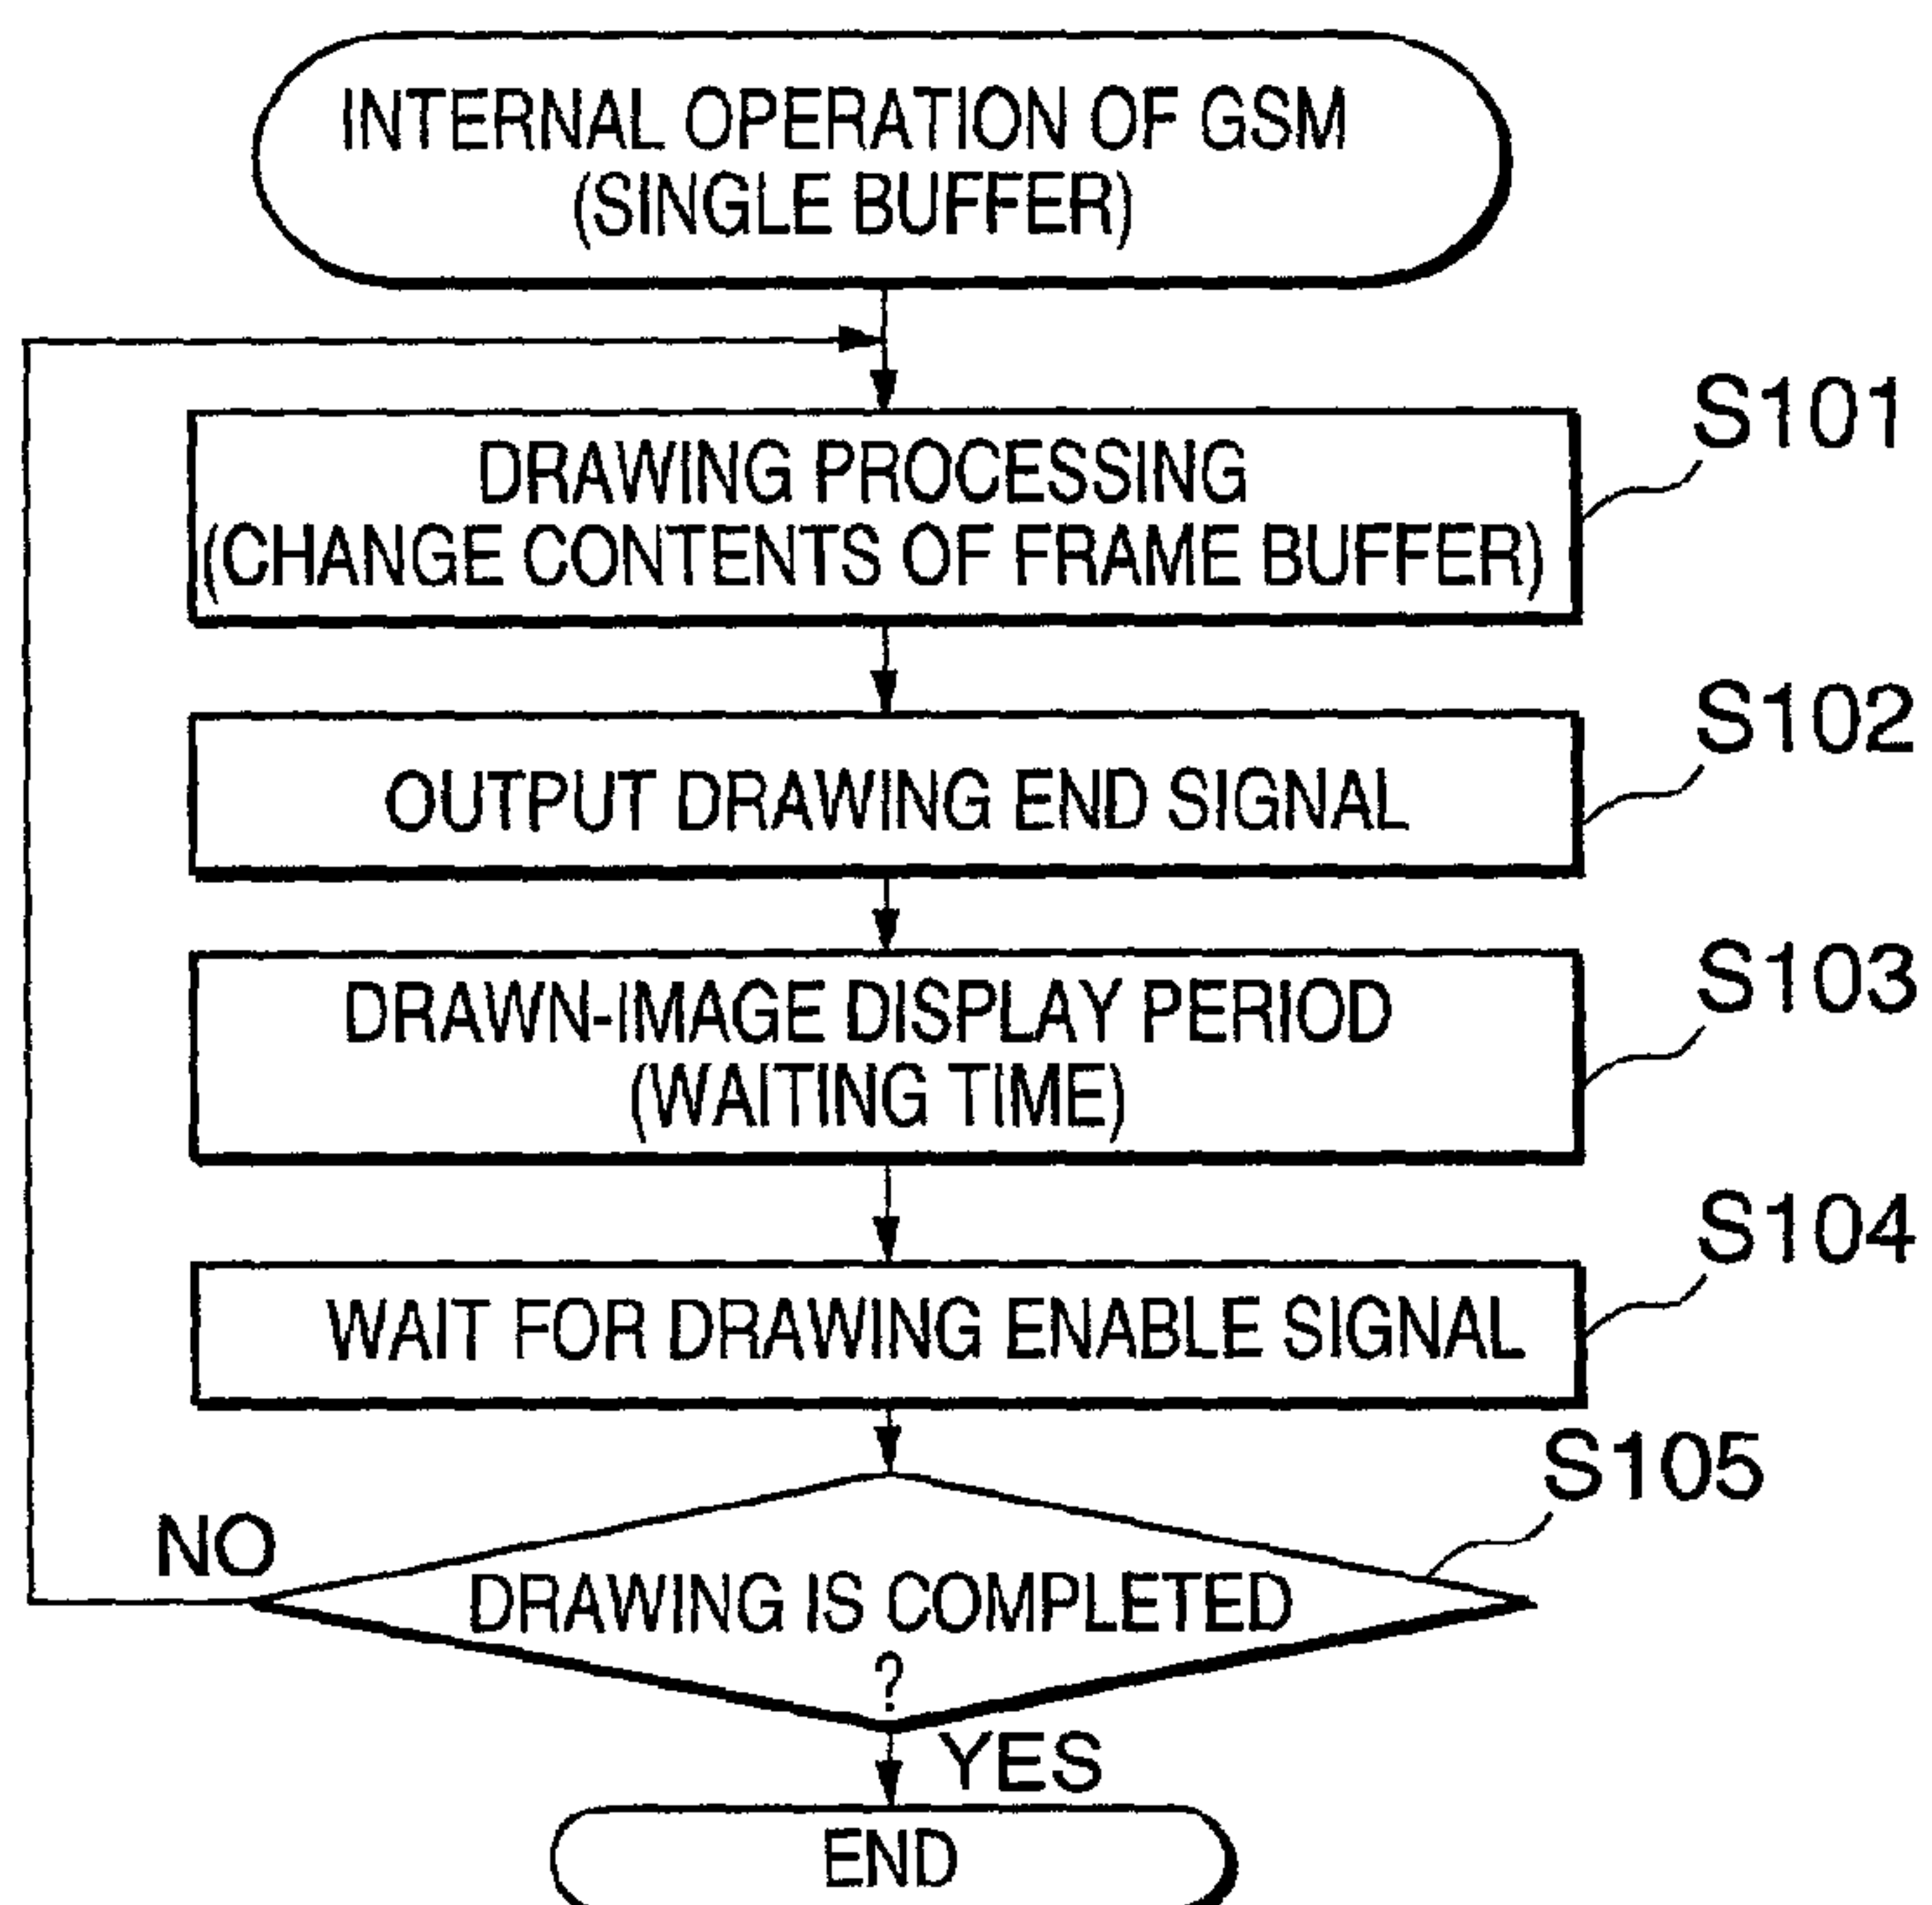 INTERNAL OPERATION OF GSM
(SINGLE BUFFER)
S101
DRAWING PROCESSING
(CHANGE CONTENTS OF FRAME BUFFER)
S102
OUTPUT DRAWING END SIGNAL
S103
DRAWN-IMAGE DISPLAY PERIOD
(WAITING TIME)
S104
WAIT FOR DRAWING ENABLE SIGNAL
S105
NO
DRAWING IS COMPLETED
?
YES
END